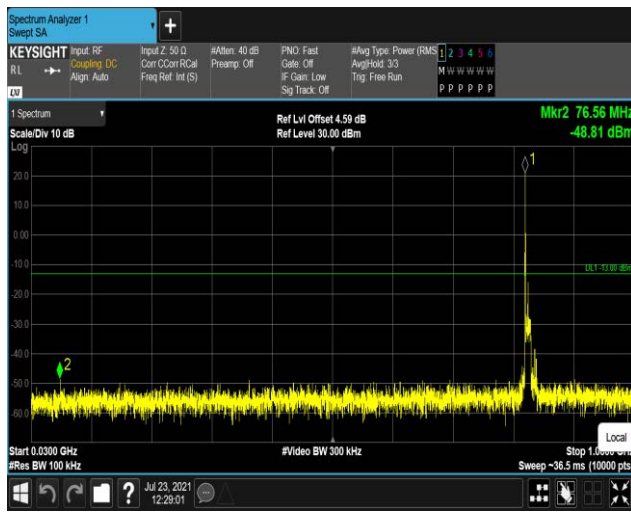 Spectrum Analyzer 1
Swept SA
KEYSIGHT
RL
LXI
Input: RF
Coupling: DC
Align: Auto
Input Z: 50 Ω
Corr CCorr RCal
Freq Ref: Int (S)
#Atten: 40 dB
Preamp: Off
PNO: Fast
Gate: Off
IF Gain: Low
Sig Track: Off
#Avg Type: Power (RMS
Avg|Hold: 3/3
Trig: Free Run
1 2 3 4 5 6
M W W W W W
P P P P P P
1 Spectrum
Scale/Div 10 dB
Log
Ref Lvl Offset 4.59 dB
Ref Level 30.00 dBm
Mkr2 76.56 MHz
-48.81 dBm
1
20.0
10.0
0.00
-10.0
DL1 -13.00 dBm
-20.0
-30.0
-40.0
2
-50.0
-60.0
Local
Start 0.0300 GHz
#Res BW 100 kHz
#Video BW 300 kHz
Stop 1.0000 GHz
Sweep ~36.5 ms (10000 pts
Jul 23, 2021
12:29:01